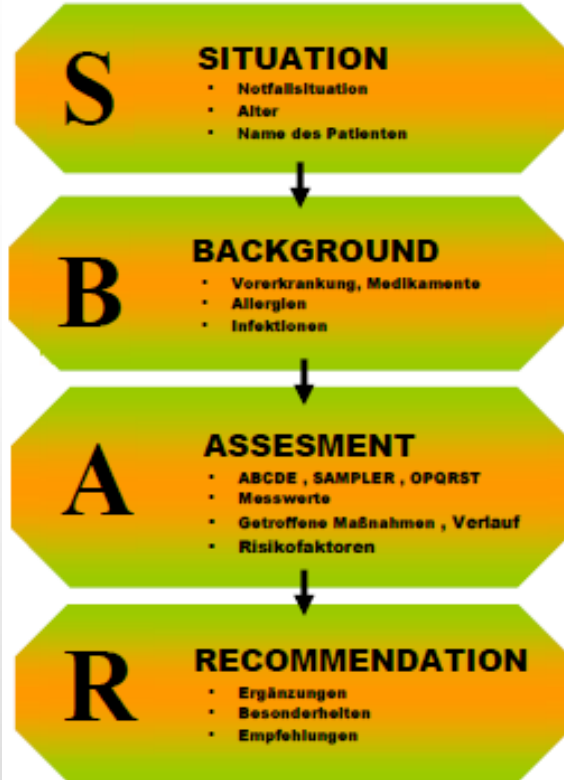 S
SITUATION
· Notfallsituation
· Alter
· Name des Patienten
B
BACKGROUND
· Vorerkrankung, Medikamente
· Allergien
· Infektionen
A
ASSESMENT
· ABCDE , SAMPLER , OPQRST
· Messwerte
· Getroffene Maßnahmen , Verlauf
· Risikofaktoren
R
RECOMMENDATION
· Ergänzungen
· Besonderheiten
· Empfehlungen